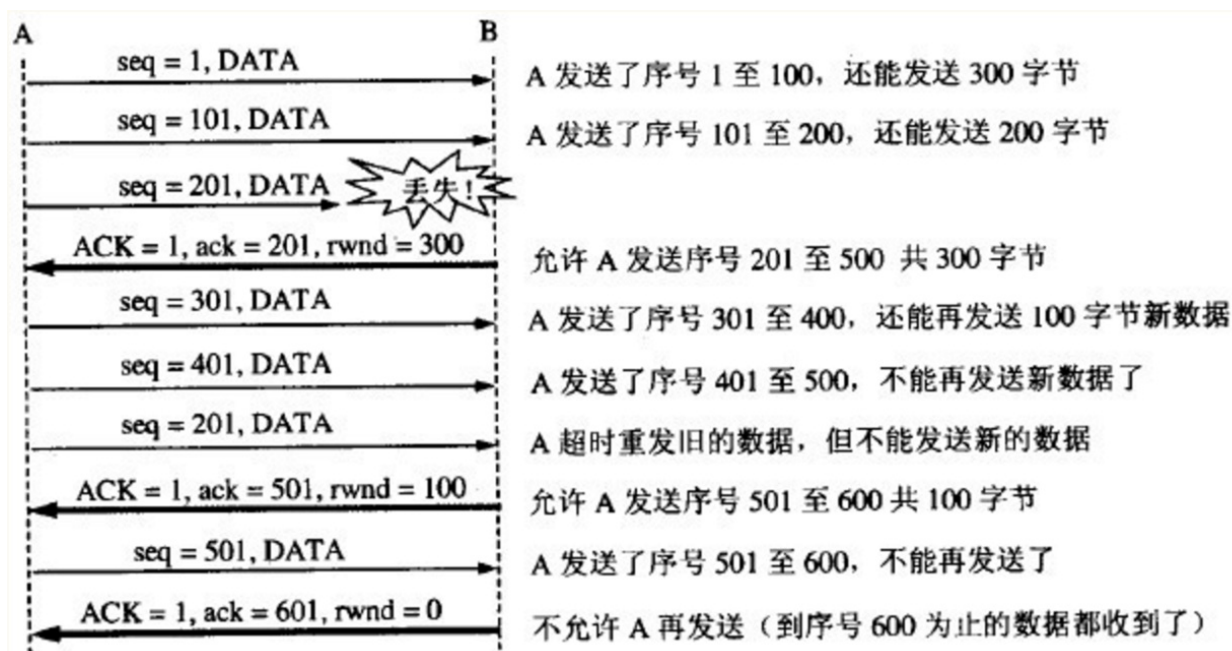 A B
seq = 1, DATA A 发送了序号 1 至 100，还能发送 300 字节
seq = 101, DATA A 发送了序号 101 至 200，还能发送 200 字节
seq = 201, DATA 丢失！
ACK = 1, ack = 201, rwnd = 300 允许 A 发送序号 201 至 500 共 300 字节
seq = 301, DATA A 发送了序号 301 至 400，还能再发送 100 字节新数据
seq = 401, DATA A 发送了序号 401 至 500，不能再发送新数据了
seq = 201, DATA A 超时重发旧的数据，但不能发送新的数据
ACK = 1, ack = 501, rwnd = 100 允许 A 发送序号 501 至 600 共 100 字节
seq = 501, DATA A 发送了序号 501 至 600，不能再发送了
ACK = 1, ack = 601, rwnd = 0 不允许 A 再发送（到序号 600 为止的数据都收到了）